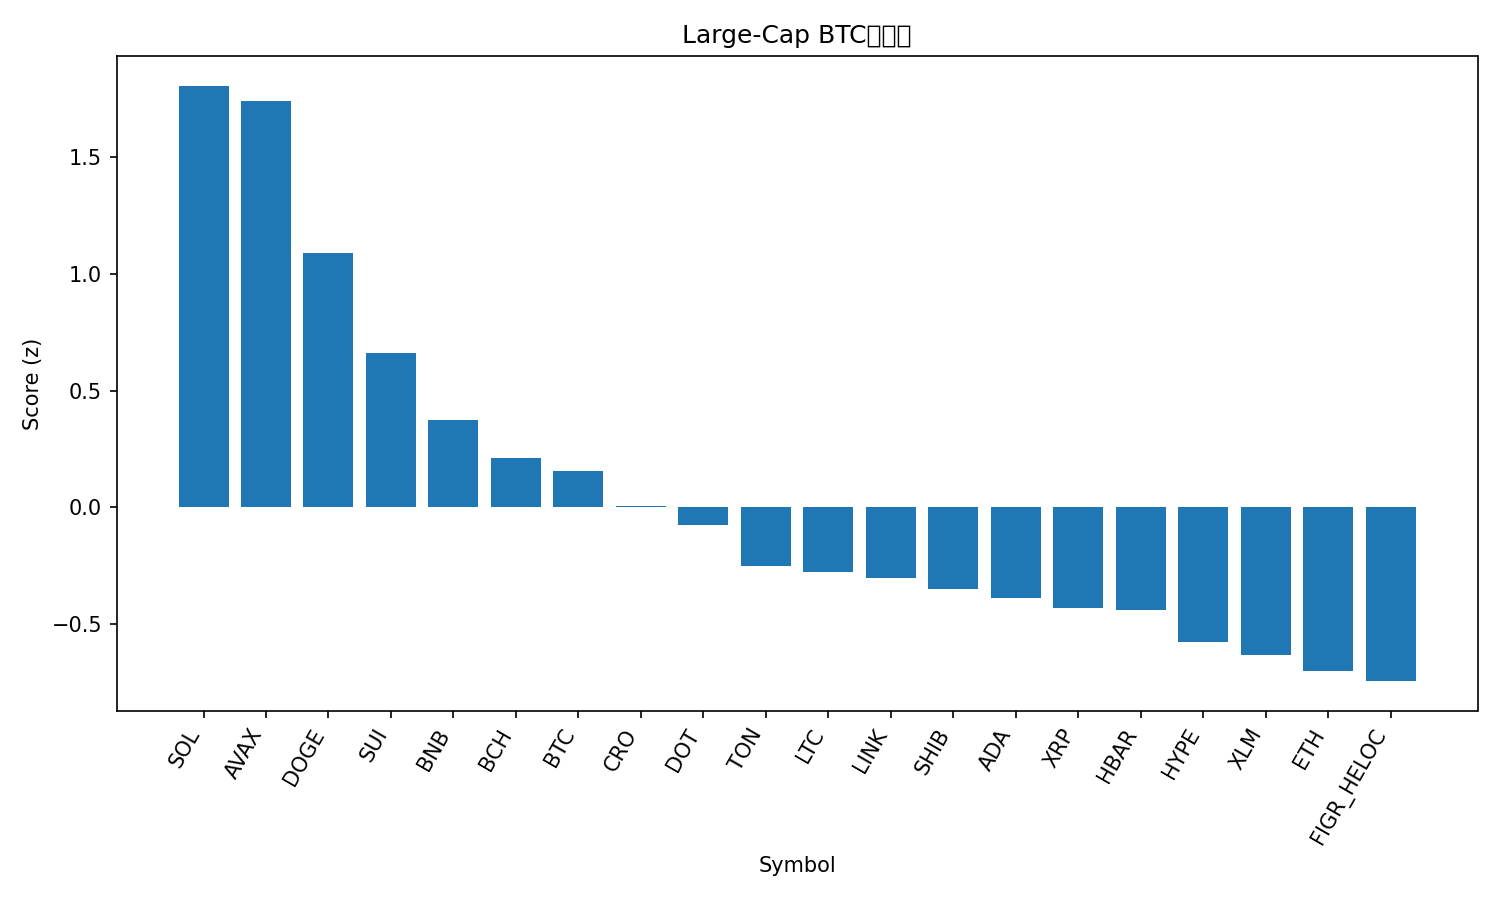 Large-Cap BTC
Score (z)
1.5
1.0
0.5
0.0
−0.5
SOL
AVAX
DOGE
SUI
BNB
BCH
BTC
CRO
DOT
TON
LTC
LINK
SHIB
ADA
XRP
HBAR
HYPE
XLM
ETH
FIGR_HELOC
Symbol